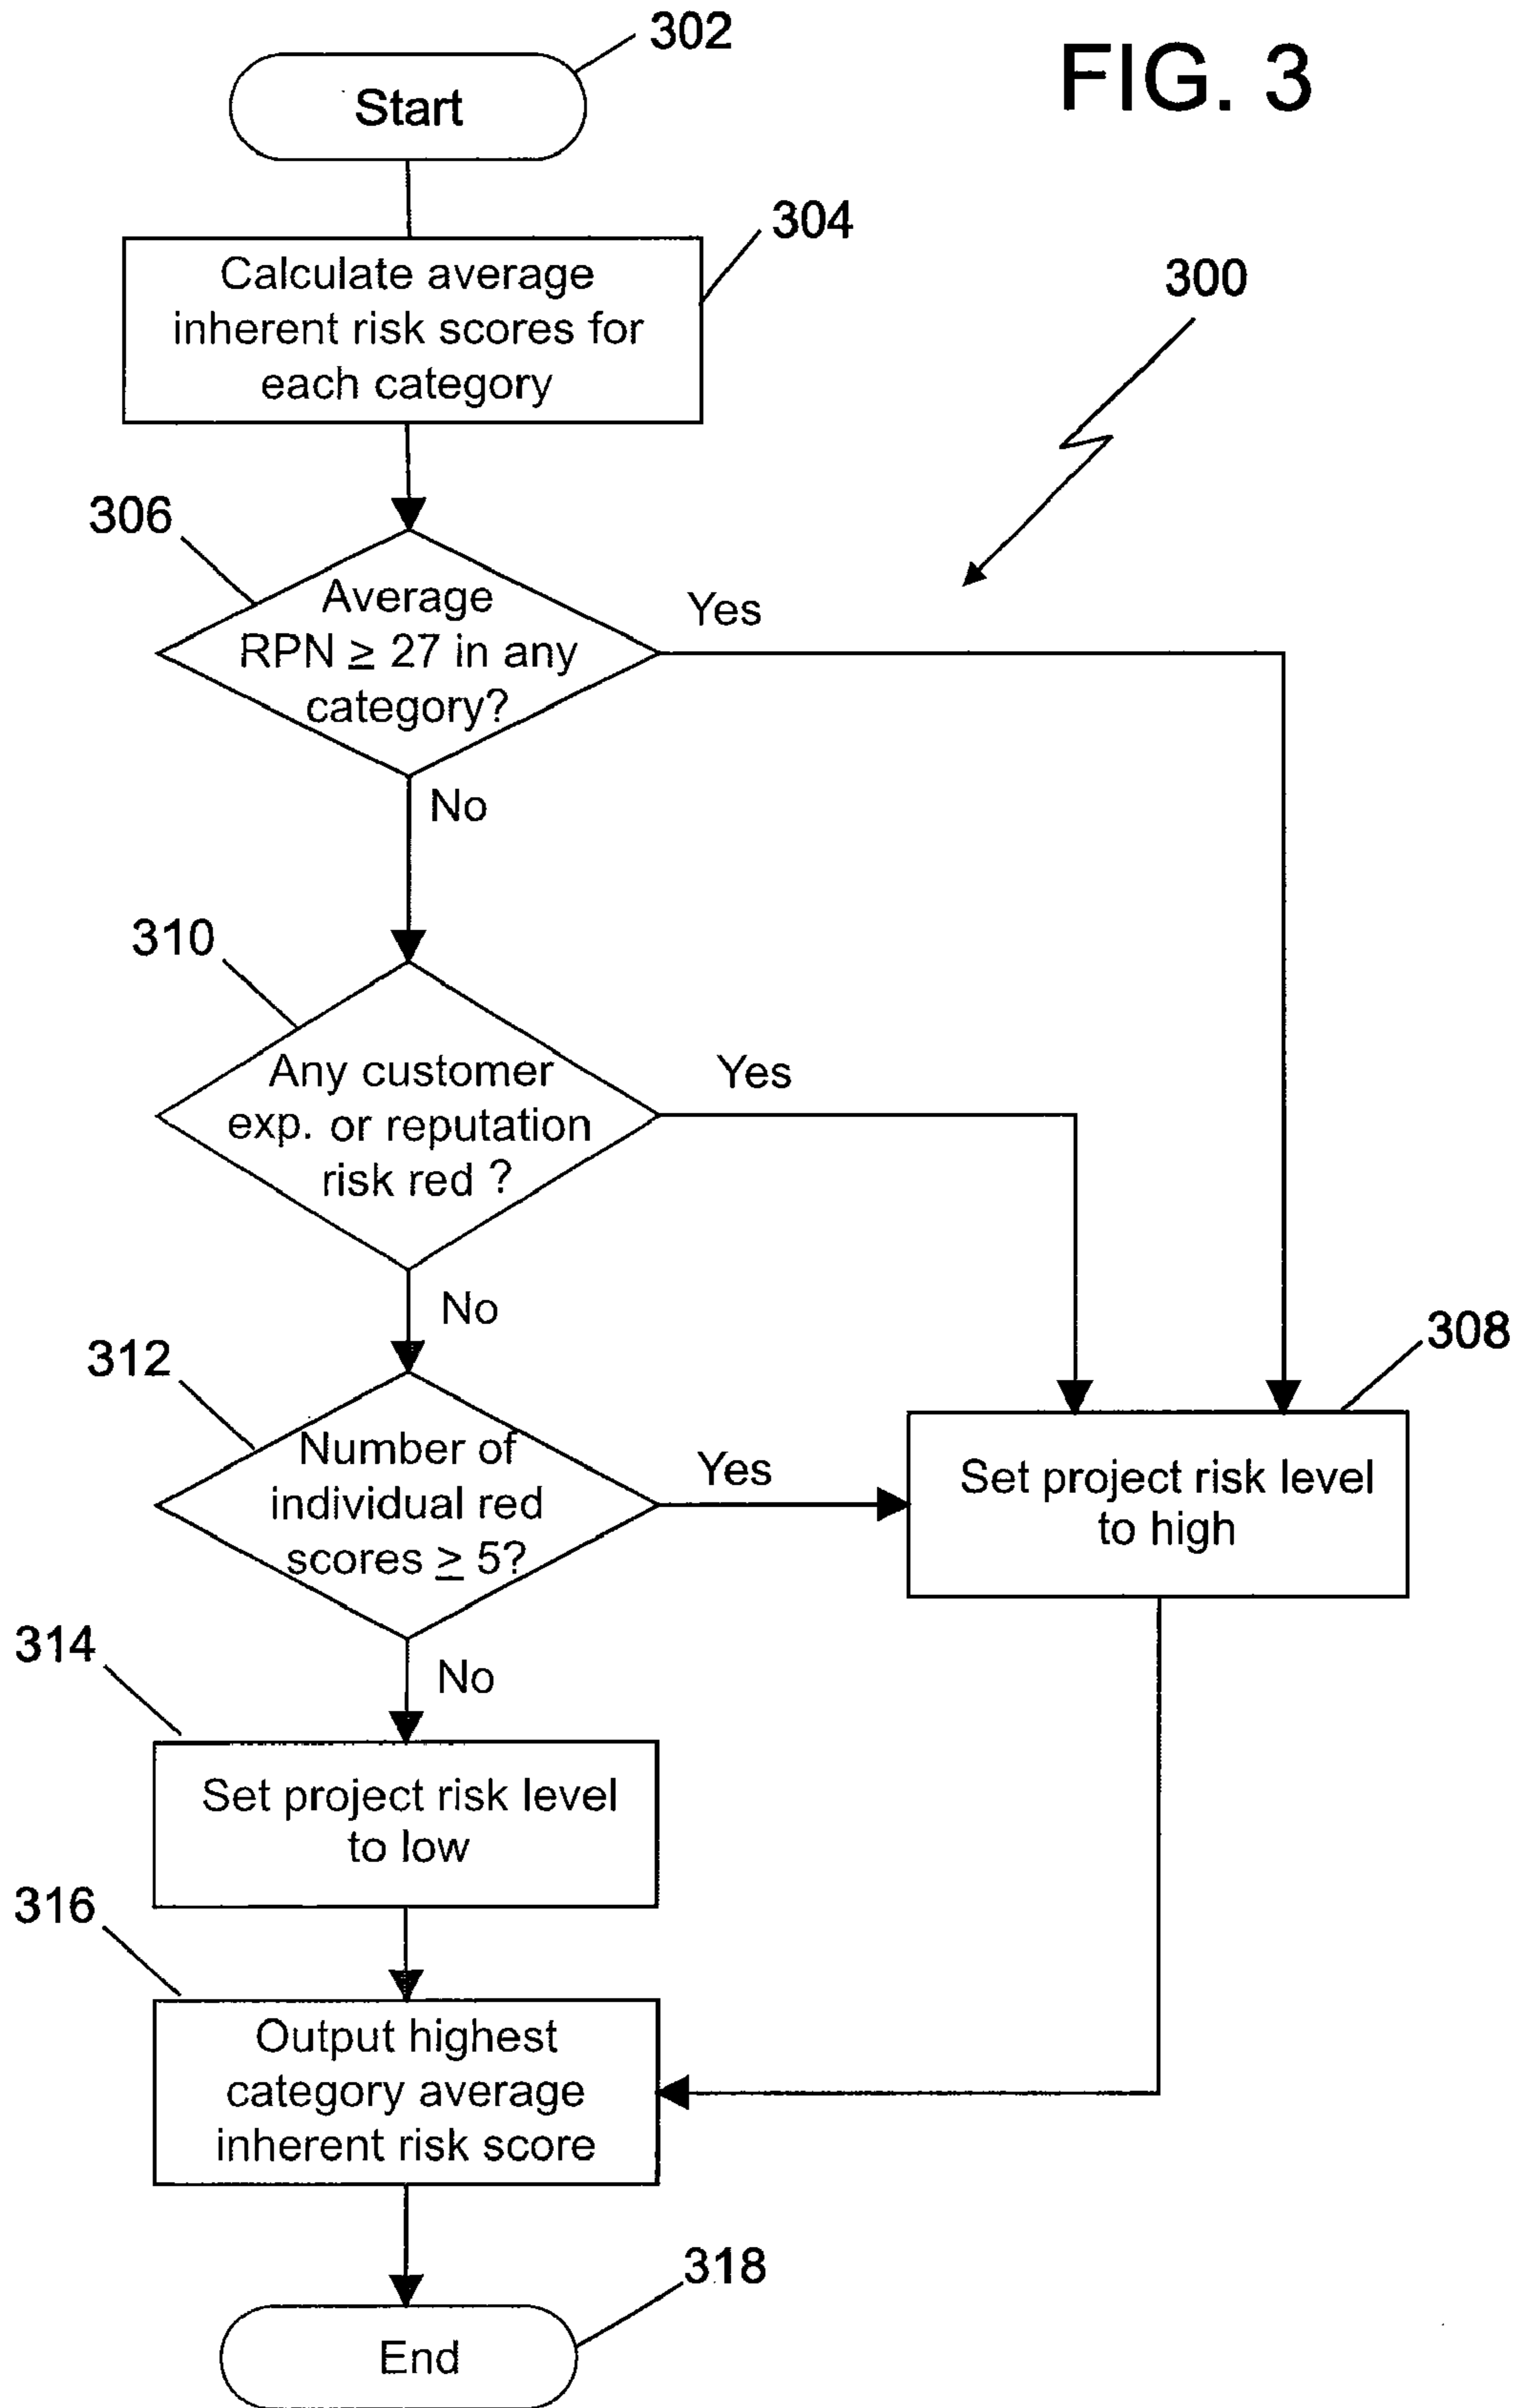 302
FIG. 3
Start
304
Calculate average
inherent risk scores for
each category
300
306
Average
RPN ≥ 27 in any
category?
Yes
No
310
Any customer
exp. or reputation
risk red ?
Yes
No
312
Number of
individual red
scores ≥ 5?
Yes
308
Set project risk level
to high
No
314
Set project risk level
to low
316
Output highest
category average
inherent risk score
318
End